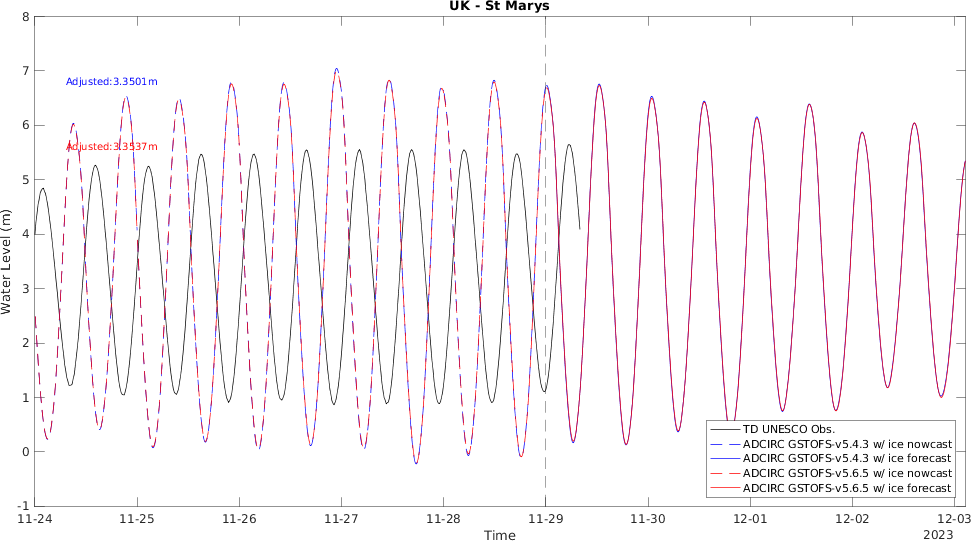 UK - St Marys
8
7
6
5
4
3
2
1
0
-1
Water Level (m)
Adjusted:3.3501m
Adjusted:3.3537m
TD UNESCO Obs.
ADCIRC GSTOFS-v5.4.3 w/ ice nowcast
ADCIRC GSTOFS-v5.4.3 w/ ice forecast
ADCIRC GSTOFS-v5.6.5 w/ ice nowcast
ADCIRC GSTOFS-v5.6.5 w/ ice forecast
11-24 11-25 11-26 11-27 11-28 11-29 11-30 12-01 12-02 12-03
Time
2023